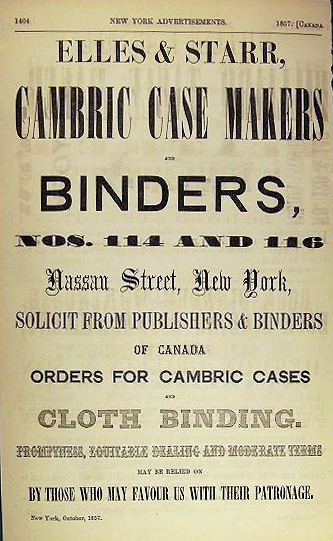 1404 NEW YORK ADVERTISEMENTS. 1857. [CANADA
ELLES & STARR,
CAMBRIC CASE MAKERS
AND
BINDERS,
NOS. 114 AND 116
Nassau Street, New York,
SOLICIT FROM PUBLISHERS & BINDERS
OF CANADA
ORDERS FOR CAMBRIC CASES
AND
CLOTH BINDING.
PROMPTNESS, EQUITABLE DEALING AND MODERATE TERMS
MAY BE RELIED ON
BY THOSE WHO MAY FAVOUR US WITH THEIR PATRONAGE.
New York, October, 1857.